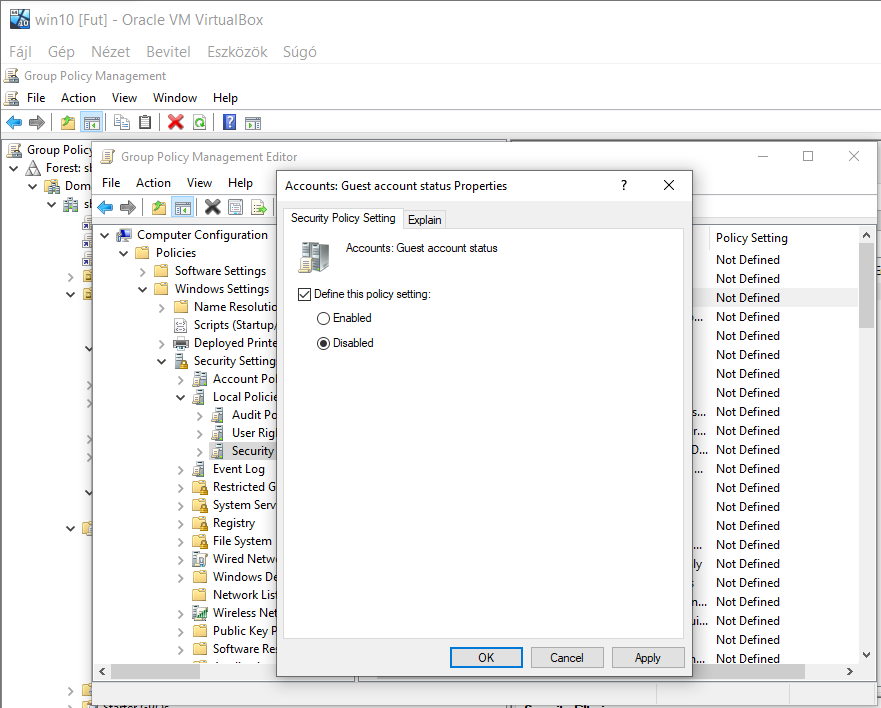 win10 [Fut] - Oracle VM VirtualBox
Fájl Gép Nézet Bevitel Eszközök Súgó
Group Policy Management
File Action View Window Help
Group Policy
Forest:
Dom
Group Policy Management Editor
File Action View Help
Computer Configuration
Policies
Software Settings
Windows Settings
Name Resolutio
Scripts (Startup/
Deployed Printe
Security Setting
Account Pol
Local Policie
Audit Po
User Rig
Security
Event Log
Restricted G
System Serv
Registry
File System
Wired Netw
Windows De
Network List
Wireless Net
Public Key P
Software Re
Accounts: Guest account status Properties
?
Security Policy Setting Explain
Accounts: Guest account status
Define this policy setting:
Enabled
Disabled
OK Cancel Apply
Policy Setting
Not Defined
Not Defined
Not Defined
Not Defined
Not Defined
Not Defined
Not Defined
Not Defined
s... Not Defined
r... Not Defined
D... Not Defined
... Not Defined
Not Defined
Not Defined
Not Defined
... Not Defined
ly Not Defined
Not Defined
n... Not Defined
ui... Not Defined
Not Defined
... Not Defined